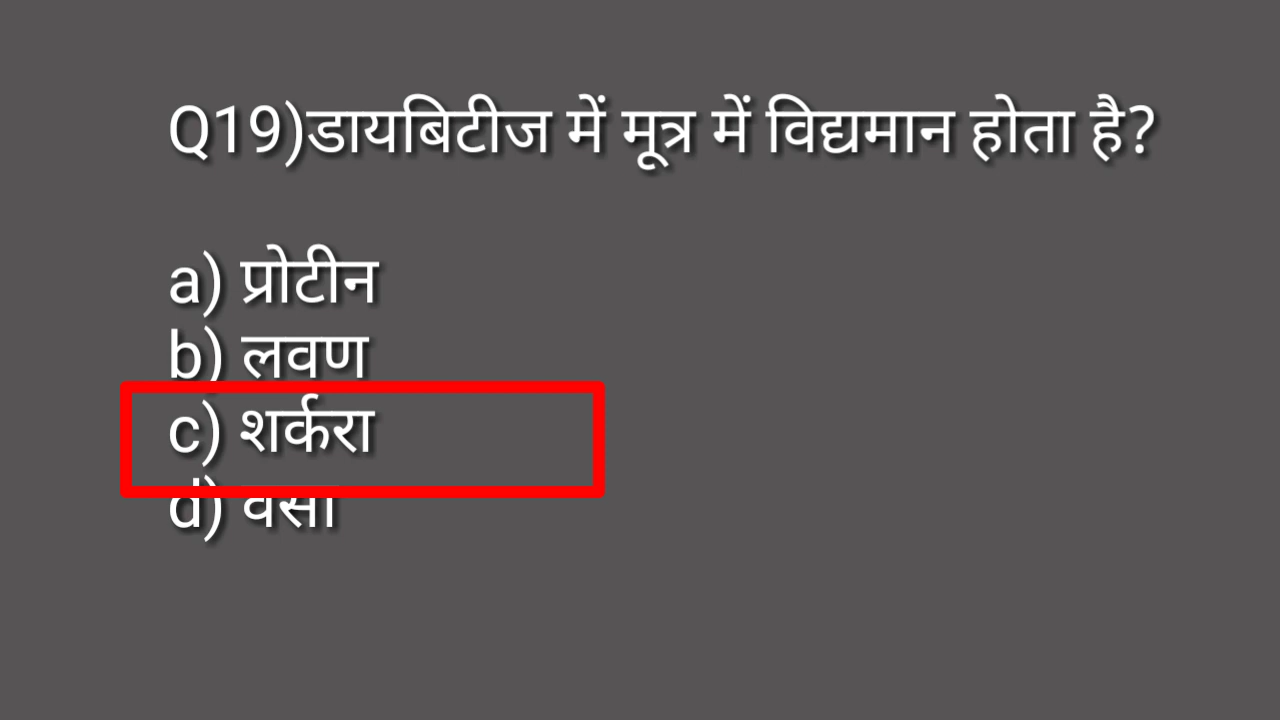 Q19)डायबिटीज में मूत्र में विद्यमान होता है?
a) प्रोटीन
b) लवण
c) शर्करा
d) वसा